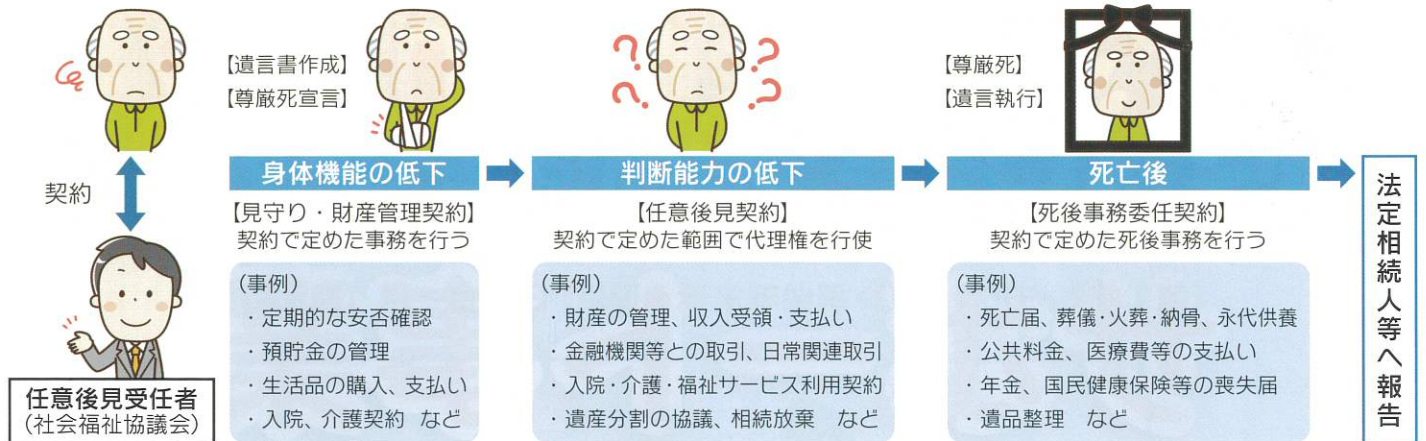 契約
任意後見受任者
(社会福祉協議会)
【遺言書作成】
【尊厳死宣言】
身体機能の低下
【見守り・財産管理契約】
契約で定めた事務を行う
(事例)
・定期的な安否確認
・預貯金の管理
・生活品の購入、支払い
・入院、介護契約 など
? ? ? ?
判断能力の低下
【任意後見契約】
契約で定めた範囲で代理権を行使
(事例)
・財産の管理、収入受領・支払い
・金融機関等との取引、日常関連取引
・入院・介護・福祉サービス利用契約
・遺産分割の協議、相続放棄 など
【尊厳死】
【遺言執行】
死亡後
【死後事務委任契約】
契約で定めた死後事務を行う
(事例)
・死亡届、葬儀・火葬・納骨、永代供養
・公共料金、医療費等の支払い
・年金、国民健康保険等の喪失届
・遺品整理 など
法定相続人等へ報告